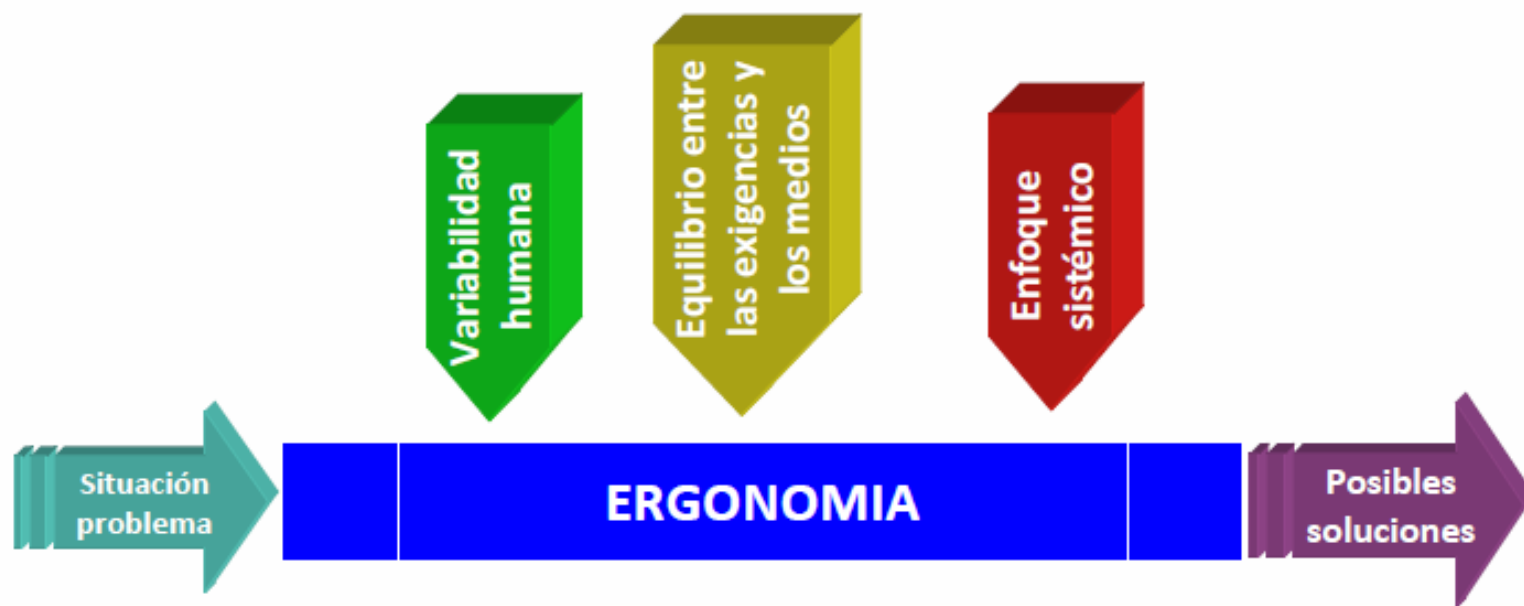 Variabilidad
humana
Equilibrio entre
las exigencias y
los medios
Enfoque
sistémico
Situación
problema
ERGONOMIA
Posibles
soluciones